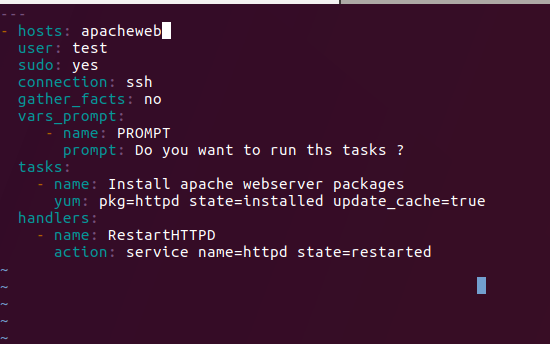 ---
- hosts: apacheweb
  user: test
  sudo: yes
  connection: ssh
  gather_facts: no
  vars_prompt:
     - name: PROMPT
       prompt: Do you want to run ths tasks ?
  tasks:
    - name: Install apache webserver packages
      yum: pkg=httpd state=installed update_cache=true
  handlers:
    - name: RestartHTTPD
      action: service name=httpd state=restarted
~
~
~
~
~